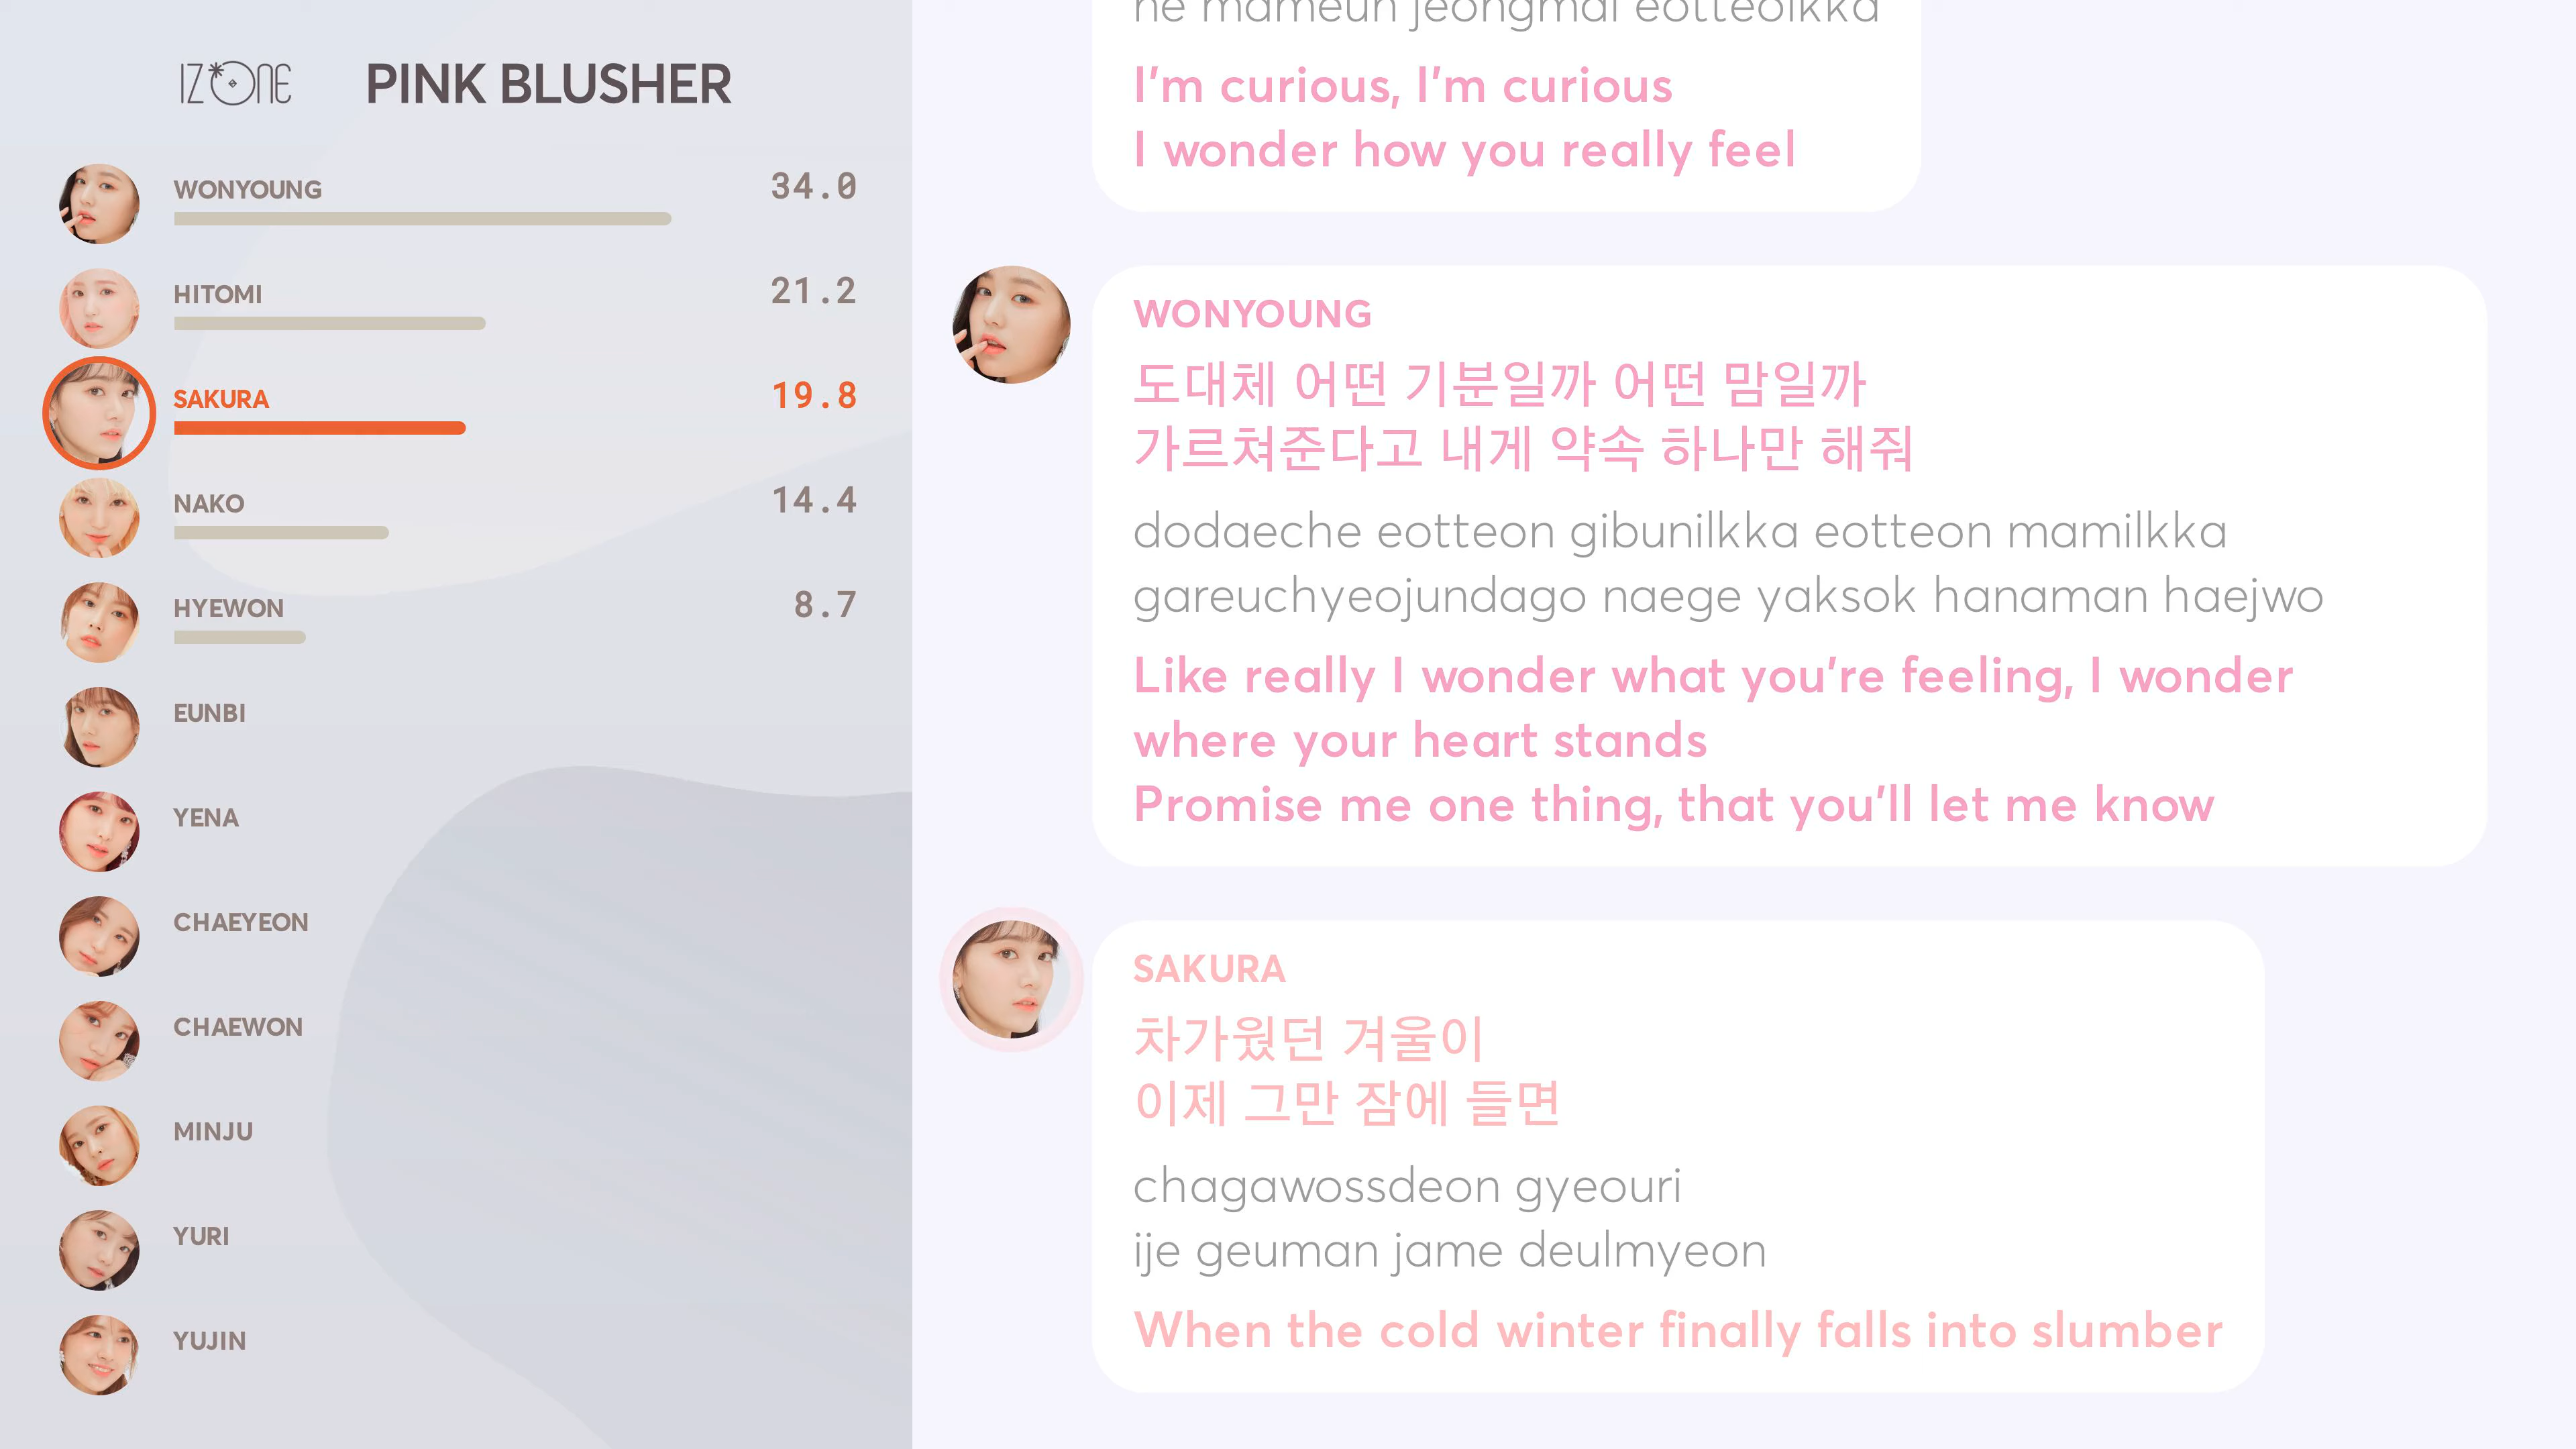 IZ*ONE
PINK BLUSHER
WONYOUNG 34.0
HITOMI 21.2
SAKURA 19.8
NAKO 14.4
HYEWON 8.7
EUNBI
YENA
CHAEYEON
CHAEWON
MINJU
YURI
YUJIN
ne mameun jeongmal eotteolkka
I'm curious, I'm curious
I wonder how you really feel
WONYOUNG
도대체 어떤 기분일까 어떤 맘일까
가르쳐준다고 내게 약속 하나만 해줘
dodaeche eotteon gibunilkka eotteon mamilkka
gareuchyeojundago naege yaksok hanaman haejwo
Like really I wonder what you're feeling, I wonder
where your heart stands
Promise me one thing, that you'll let me know
SAKURA
차가웠던 겨울이
이제 그만 잠에 들면
chagawossdeon gyeouri
ije geuman jame deulmyeon
When the cold winter finally falls into slumber